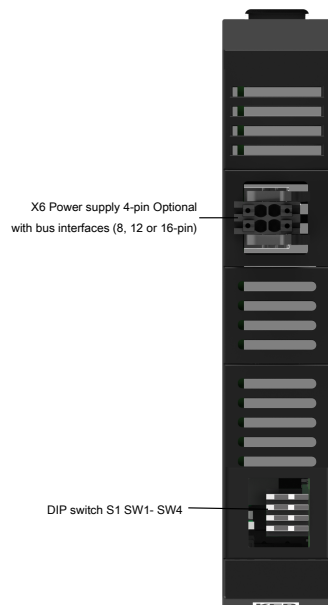 X6 Power supply 4-pin Optional
with bus interfaces (8, 12 or 16-pin)
DIP switch S1 SW1- SW4